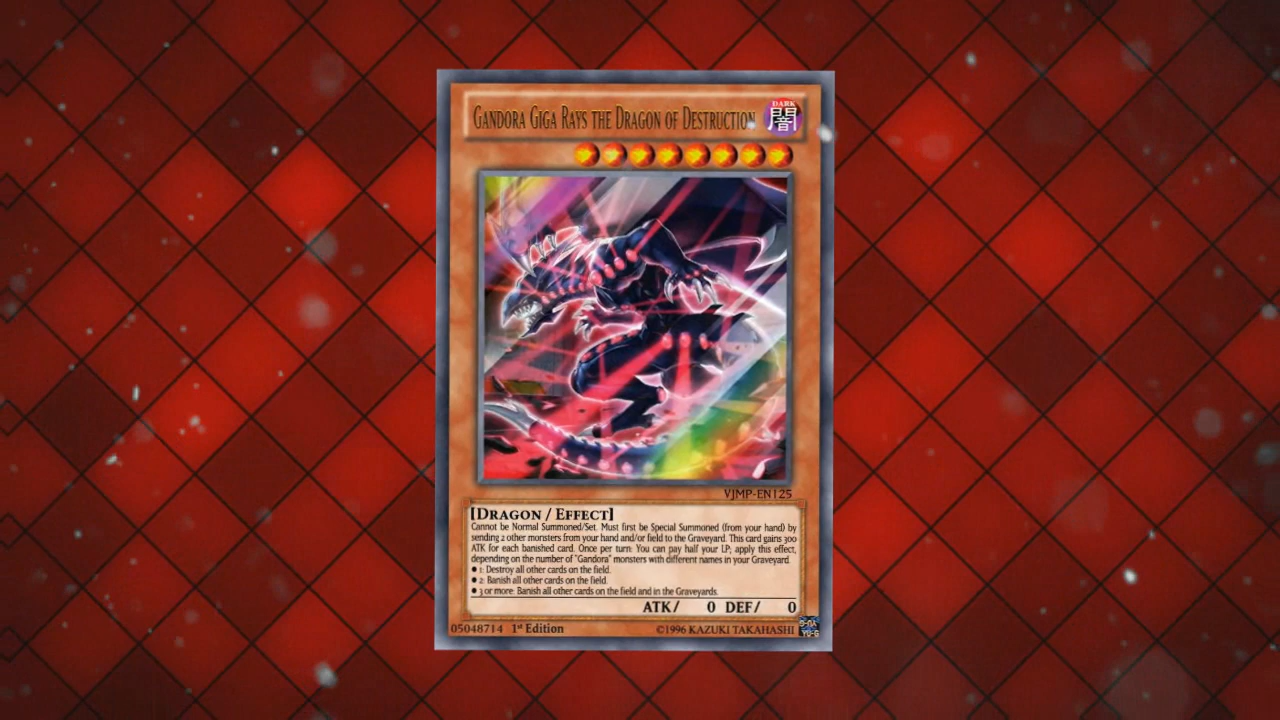 GANDORA GIGA RAYS THE DRAGON OF DESTRUCTION
DARK
闇
VJMP-EN125
[DRAGON / EFFECT]
Cannot be Normal Summoned/Set. Must first be Special Summoned (from your hand) by
sending 2 other monsters from your hand and/or field to the Graveyard. This card gains 300
ATK for each banished card. Once per turn: You can pay half your LP; apply this effect,
depending on the number of "Gandora" monsters with different names in your Graveyard.
● 1: Destroy all other cards on the field.
● 2: Banish all other cards on the field.
● 3 or more: Banish all other cards on the field and in the Graveyards.
ATK/ 0 DEF/ 0
05048714 1st Edition ©1996 KAZUKI TAKAHASHI